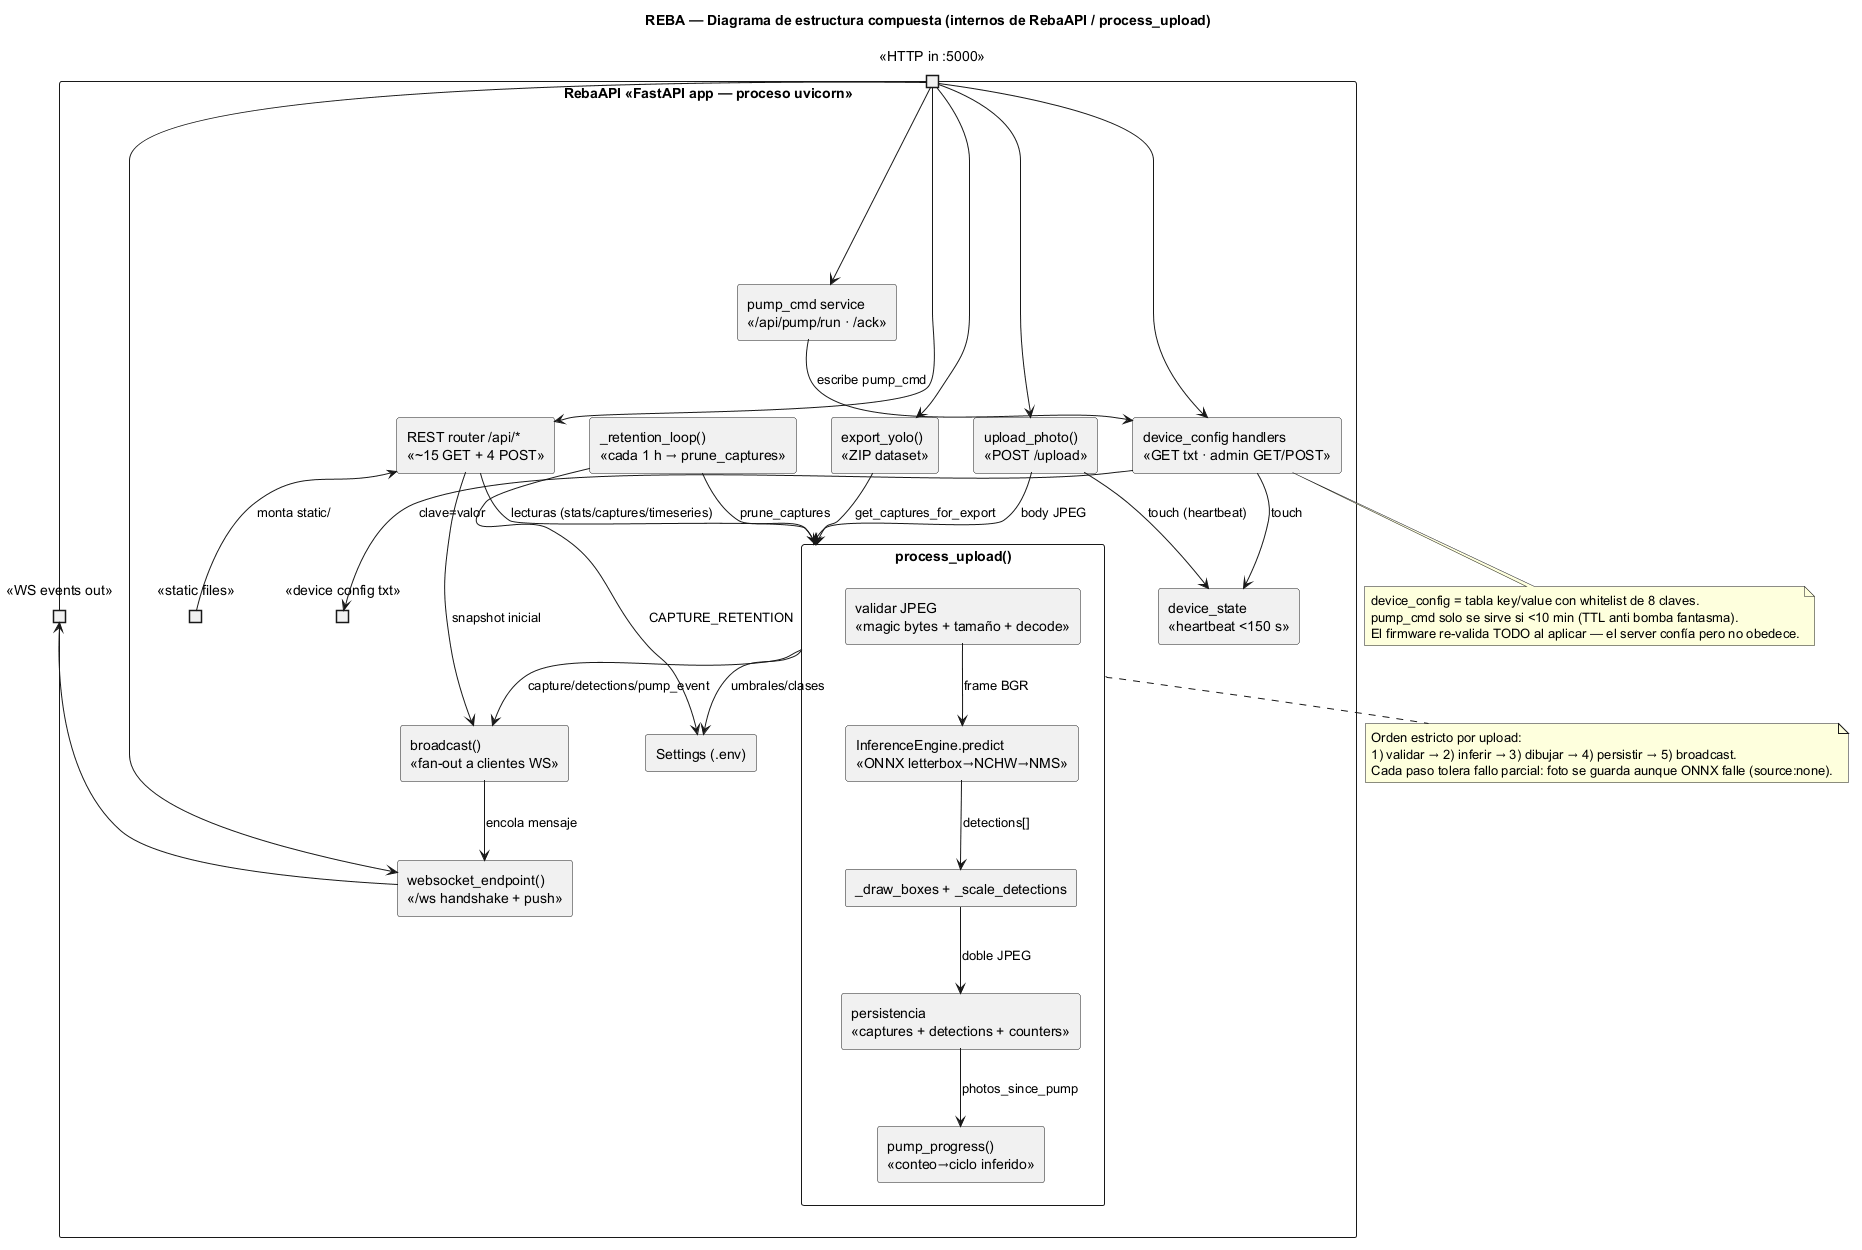 REBA — Diagrama de estructura compuesta (internos de RebaAPI / process_upload)
«HTTP in :5000»
RebaAPI «FastAPI app — proceso uvicorn»
pump_cmd service
«/api/pump/run · /ack»
escribe pump_cmd
REST router /api/*
«~15 GET + 4 POST»
_retention_loop()
«cada 1 h → prune_captures»
export_yolo()
«ZIP dataset»
upload_photo()
«POST /upload»
device_config handlers
«GET txt · admin GET/POST»
monta static/
clave=valor
lecturas (stats/captures/timeseries)
prune_captures
get_captures_for_export
body JPEG
touch (heartbeat)
touch
process_upload()
«WS events out»
«static files»
«device config txt»
snapshot inicial
CAPTURE_RETENTION
validar JPEG
«magic bytes + tamaño + decode»
device_state
«heartbeat <150 s»
device_config = tabla key/value con whitelist de 8 claves.
pump_cmd solo se sirve si <10 min (TTL anti bomba fantasma).
El firmware re-valida TODO al aplicar — el server confía pero no obedece.
capture/detections/pump_event
umbrales/clases
frame BGR
broadcast()
«fan-out a clientes WS»
Settings (.env)
InferenceEngine.predict
«ONNX letterbox→NCHW→NMS»
Orden estricto por upload:
1) validar → 2) inferir → 3) dibujar → 4) persistir → 5) broadcast.
Cada paso tolera fallo parcial: foto se guarda aunque ONNX falle (source:none).
encola mensaje
detections[]
websocket_endpoint()
«/ws handshake + push»
_draw_boxes + _scale_detections
doble JPEG
persistencia
«captures + detections + counters»
photos_since_pump
pump_progress()
«conteo→ciclo inferido»